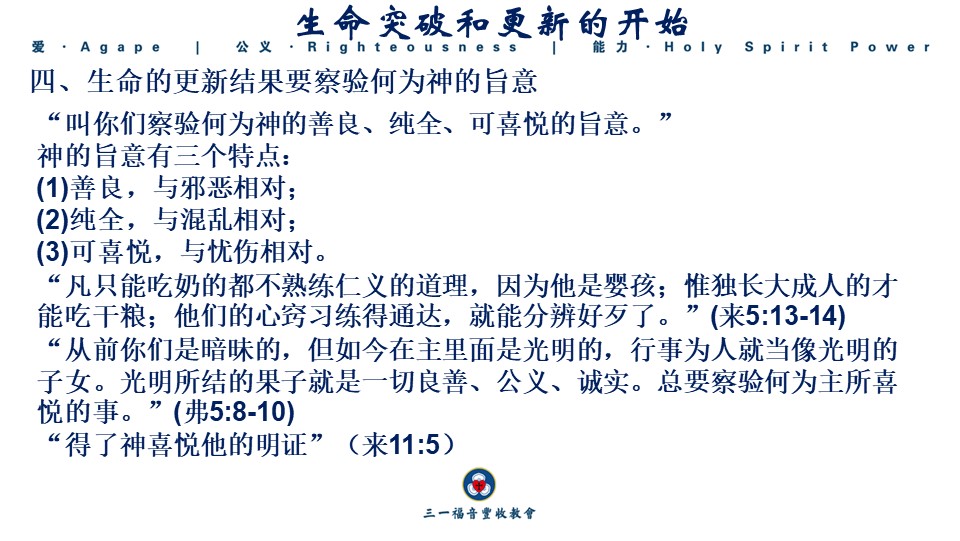 生命突破和更新的开始
爱 · Agape | 公义 · Righteousness | 能力 · Holy Spirit Power
四、生命的更新结果要察验何为神的旨意
“叫你们察验何为神的善良、纯全、可喜悦的旨意。”
神的旨意有三个特点：
(1)善良，与邪恶相对；
(2)纯全，与混乱相对；
(3)可喜悦，与忧伤相对。
“凡只能吃奶的都不熟练仁义的道理，因为他是婴孩；惟独长大成人的才
能吃干粮；他们的心窍习练得通达，就能分辨好歹了。”(来5:13-14)
“从前你们是暗昧的，但如今在主里面是光明的，行事为人就当像光明的
子女。光明所结的果子就是一切良善、公义、诚实。总要察验何为主所喜
悦的事。”(弗5:8-10)
“得了神喜悦他的明证”（来11:5）
三一福音豐收教會